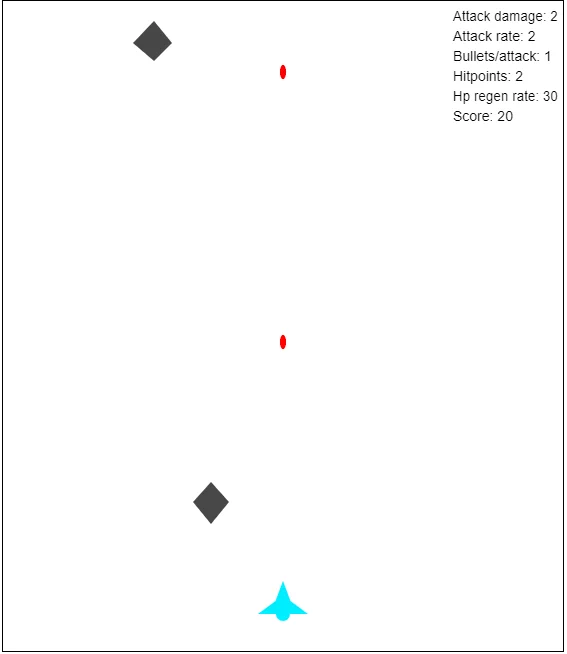 Attack damage: 2
Attack rate: 2
Bullets/attack: 1
Hitpoints: 2
Hp regen rate: 30
Score: 20